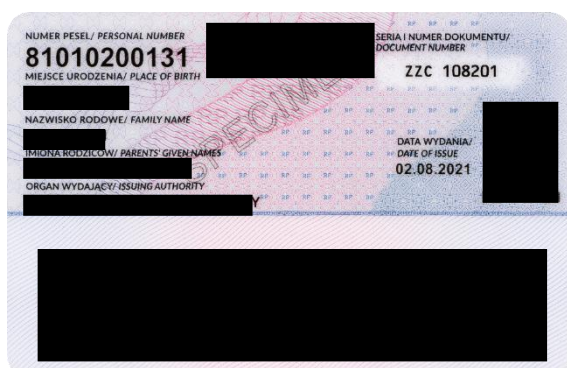 NUMER PESEL/ PERSONAL NUMBER
81010200131
SERIA I NUMER DOKUMENTU/
DOCUMENT NUMBER
ZZC 108201
MIEJSCE URODZENIA/ PLACE OF BIRTH
SPECIMEN
NAZWISKO RODOWE/ FAMILY NAME
IMIONA RODZICÓW/ PARENTS' GIVEN NAMES
DATA WYDANIA/
DATE OF ISSUE
02.08.2021
ORGAN WYDAJĄCY/ ISSUING AUTHORITY
Y